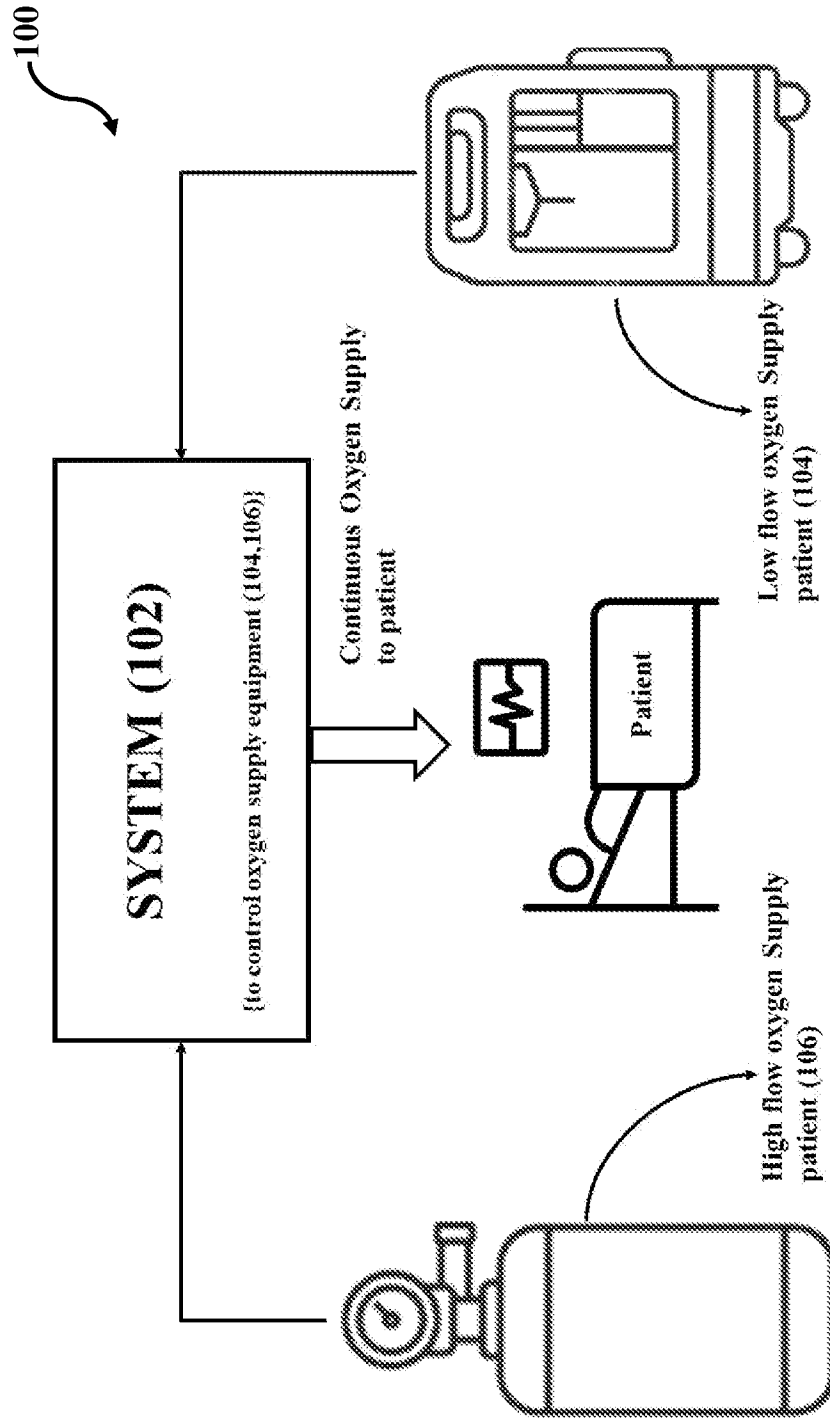 100
SYSTEM (102)
{to control oxygen supply equipment (104,106)}
Continuous Oxygen Supply
to patient
Patient
High flow oxygen Supply
patient (106)
Low flow oxygen Supply
patient (104)